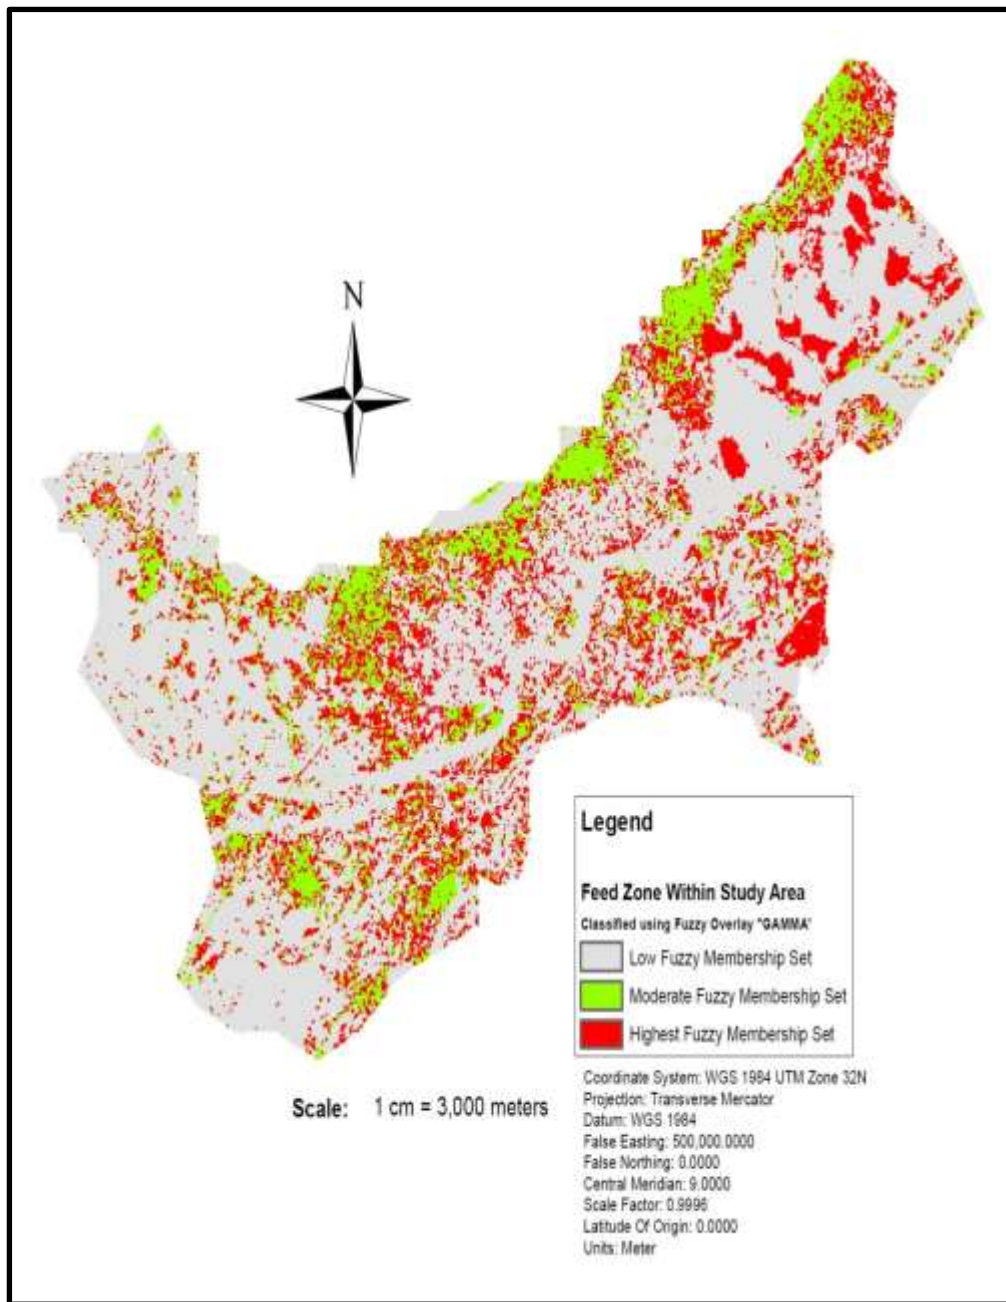 N
Legend
Feed Zone Within Study Area
Classified using Fuzzy Overlay "GAMMA"
Low Fuzzy Membership Set
Moderate Fuzzy Membership Set
Highest Fuzzy Membership Set
Scale: 1 cm = 3,000 meters
Coordinate System: WGS 1984 UTM Zone 32N
Projection: Transverse Mercator
Datum: WGS 1984
False Easting: 500,000.0000
False Northing: 0.0000
Central Meridian: 9.0000
Scale Factor: 0.9996
Latitude Of Origin: 0.0000
Units: Meter